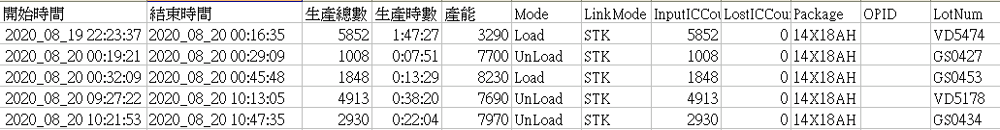 開始時間 結束時間 生產總數 生產時數 產能 Mode LinkMode InputICCou LostICCour Package OPID LotNum
2020_08_19 22:23:37 2020_08_20 00:16:35 5852 1:47:27 3290 Load STK 5852 0 14X18AH VD5474
2020_08_20 00:19:21 2020_08_20 00:29:09 1008 0:07:51 7700 UnLoad STK 1008 0 14X18AH GS0427
2020_08_20 00:32:09 2020_08_20 00:45:48 1848 0:13:29 8230 Load STK 1848 0 14X18AH GS0453
2020_08_20 09:27:22 2020_08_20 10:13:05 4913 0:38:20 7690 UnLoad STK 4913 0 14X18AH VD5178
2020_08_20 10:21:53 2020_08_20 10:47:35 2930 0:22:04 7970 UnLoad STK 2930 0 14X18AH GS0434